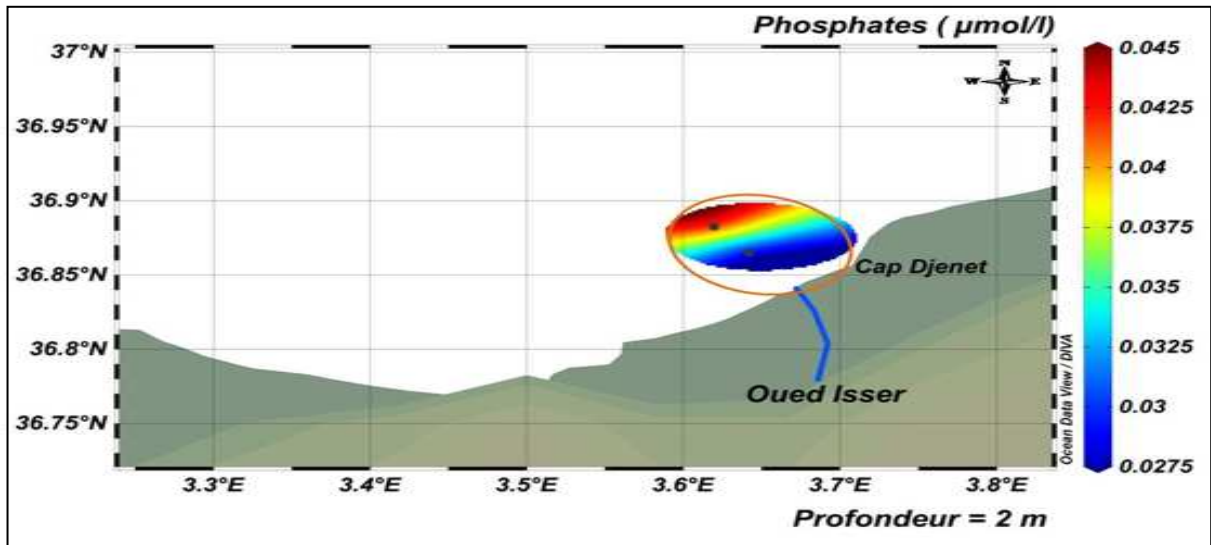 Phosphates ( µmol/l)
37°N
36.95°N
36.9°N
36.85°N
36.8°N
36.75°N
N
W E
S
0.045
0.0425
0.04
0.0375
0.035
0.0325
0.03
0.0275
Cap Djenet
Oued Isser
Ocean Data View / DIVA
3.3°E 3.4°E 3.5°E 3.6°E 3.7°E 3.8°E
Profondeur = 2 m